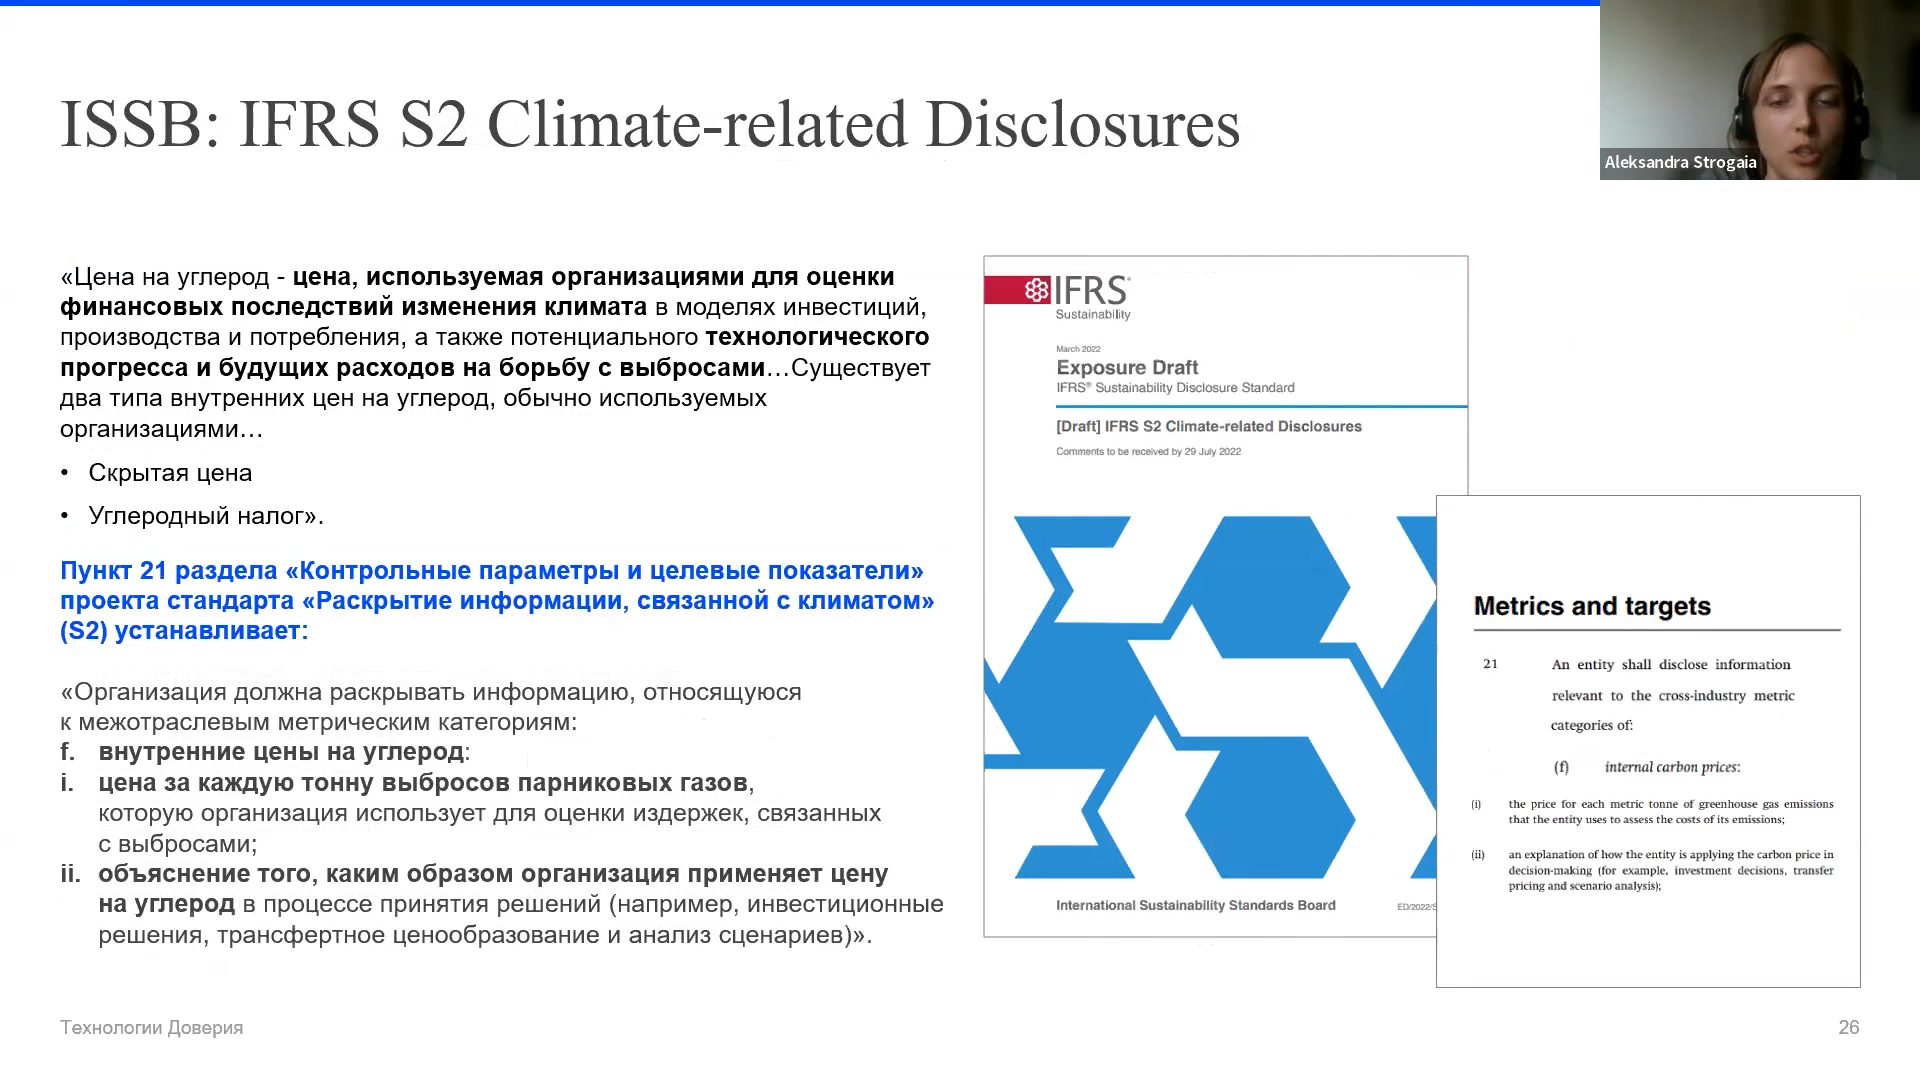 ISSB: IFRS S2 Climate-related Disclosures
Aleksandra Strogaia
«Цена на углерод - цена, используемая организациями для оценки
финансовых последствий изменения климата в моделях инвестиций,
производства и потребления, а также потенциального технологического
прогресса и будущих расходов на борьбу с выбросами…Существует
два типа внутренних цен на углерод, обычно используемых
организациями…
• Скрытая цена
• Углеродный налог».
Пункт 21 раздела «Контрольные параметры и целевые показатели»
проекта стандарта «Раскрытие информации, связанной с климатом»
(S2) устанавливает:
«Организация должна раскрывать информацию, относящуюся
к межотраслевым метрическим категориям:
f. внутренние цены на углерод:
i. цена за каждую тонну выбросов парниковых газов,
которую организация использует для оценки издержек, связанных
с выбросами;
ii. объяснение того, каким образом организация применяет цену
на углерод в процессе принятия решений (например, инвестиционные
решения, трансфертное ценообразование и анализ сценариев)».
IFRS®
Sustainability
March 2022
Exposure Draft
IFRS® Sustainability Disclosure Standard
[Draft] IFRS S2 Climate-related Disclosures
Comments to be received by 29 July 2022
International Sustainability Standards Board
ED/2022/S
Metrics and targets
21 An entity shall disclose information
relevant to the cross-industry metric
categories of:
(f) internal carbon prices:
(i) the price for each metric tonne of greenhouse gas emissions
that the entity uses to assess the costs of its emissions;
(ii) an explanation of how the entity is applying the carbon price in
decision-making (for example, investment decisions, transfer
pricing and scenario analysis);
Технологии Доверия
26